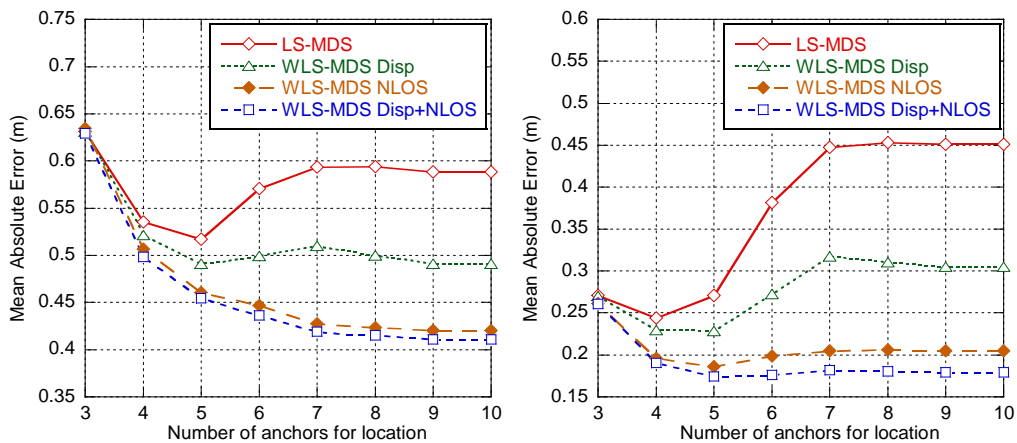 0.75
0.7
0.65
0.6
0.55
0.5
0.45
0.4
0.35
Mean Absolute Error (m)
LS-MDS
WLS-MDS Disp
WLS-MDS NLOS
WLS-MDS Disp+NLOS
3 4 5 6 7 8 9 10
Number of anchors for location
0.6
0.55
0.5
0.45
0.4
0.35
0.3
0.25
0.2
0.15
Mean Absolute Error (m)
LS-MDS
WLS-MDS Disp
WLS-MDS NLOS
WLS-MDS Disp+NLOS
3 4 5 6 7 8 9 10
Number of anchors for location